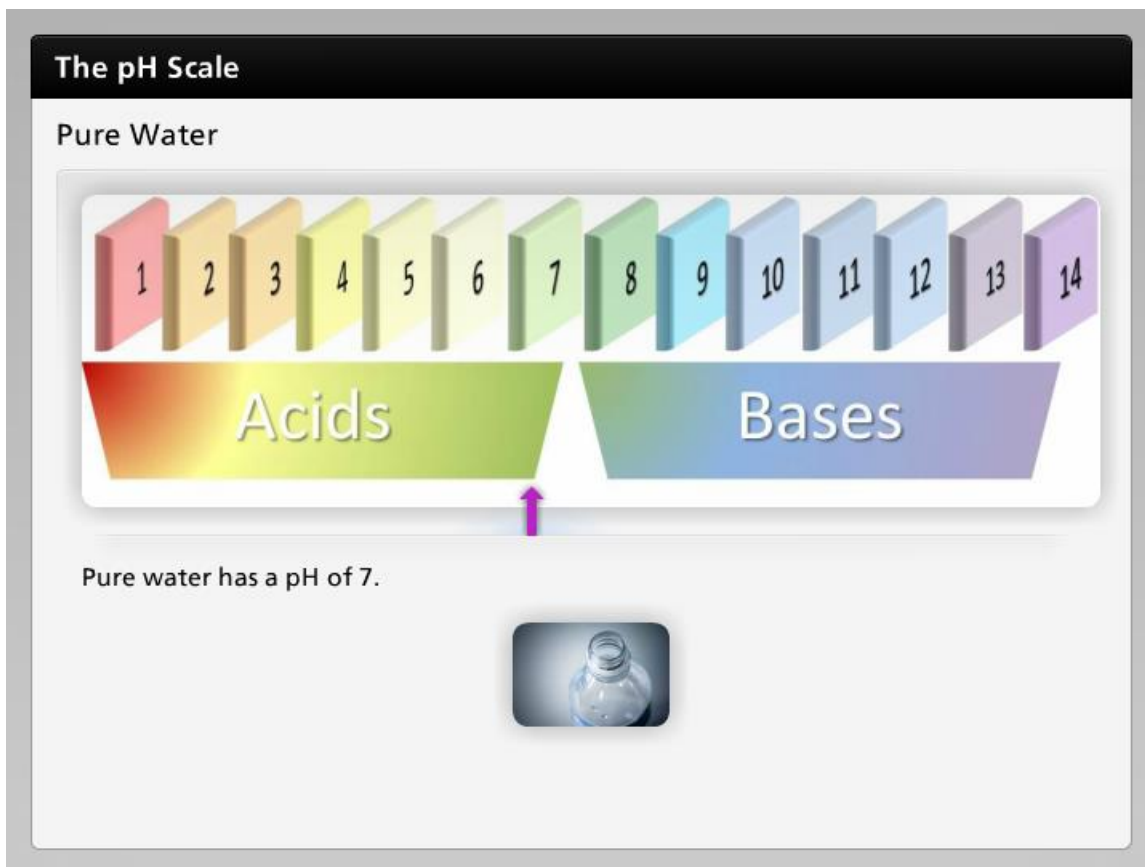 The pH Scale
Pure Water
1 2 3 4 5 6 7 8 9 10 11 12 13 14
Acids Bases
Pure water has a pH of 7.